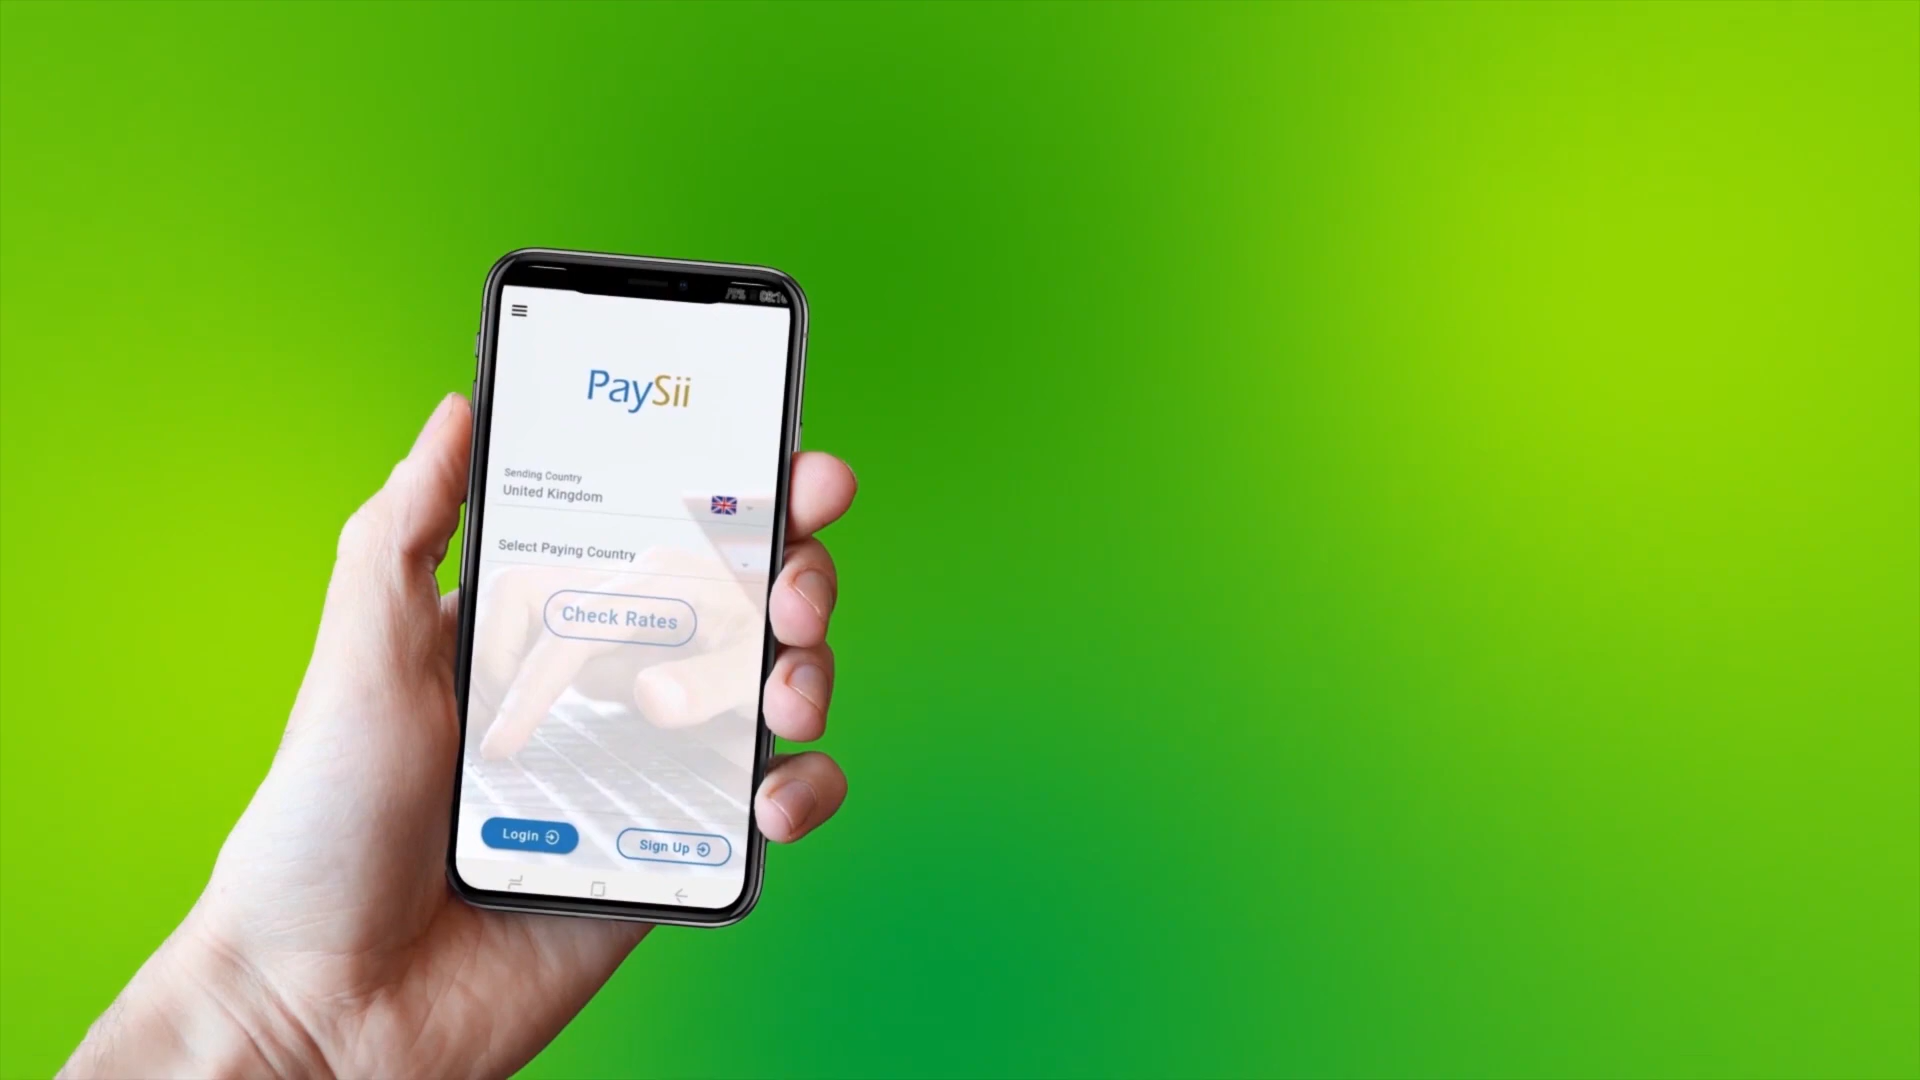 PaySii
Sending Country
United Kingdom
Select Paying Country
Check Rates
Login
Sign Up